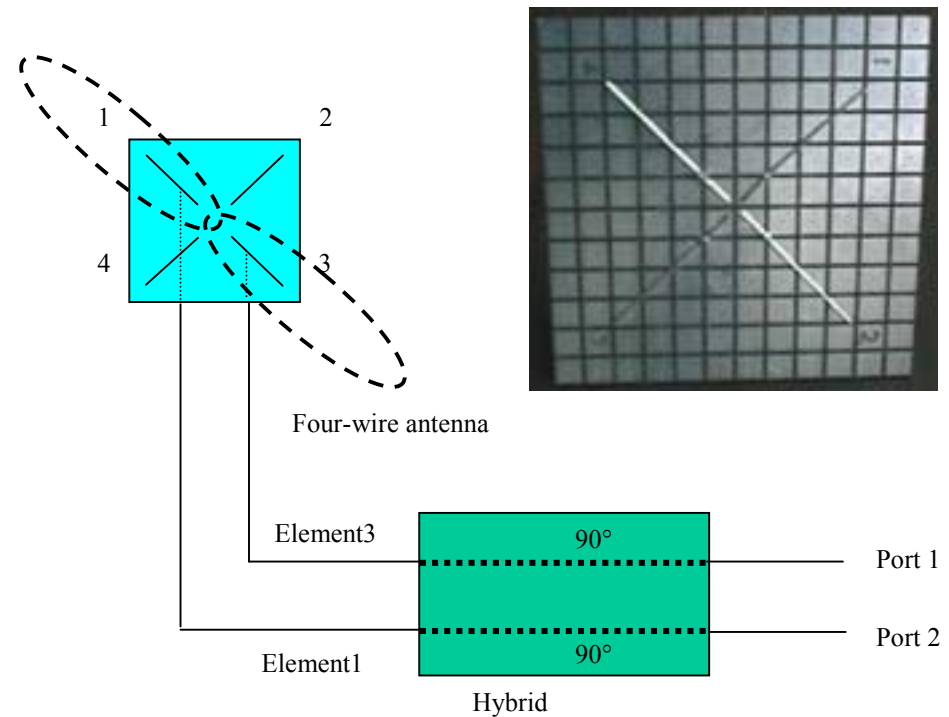 1 2
4 3
Four-wire antenna
Element3 90° Port 1
Port 2
Element1 90°
Hybrid